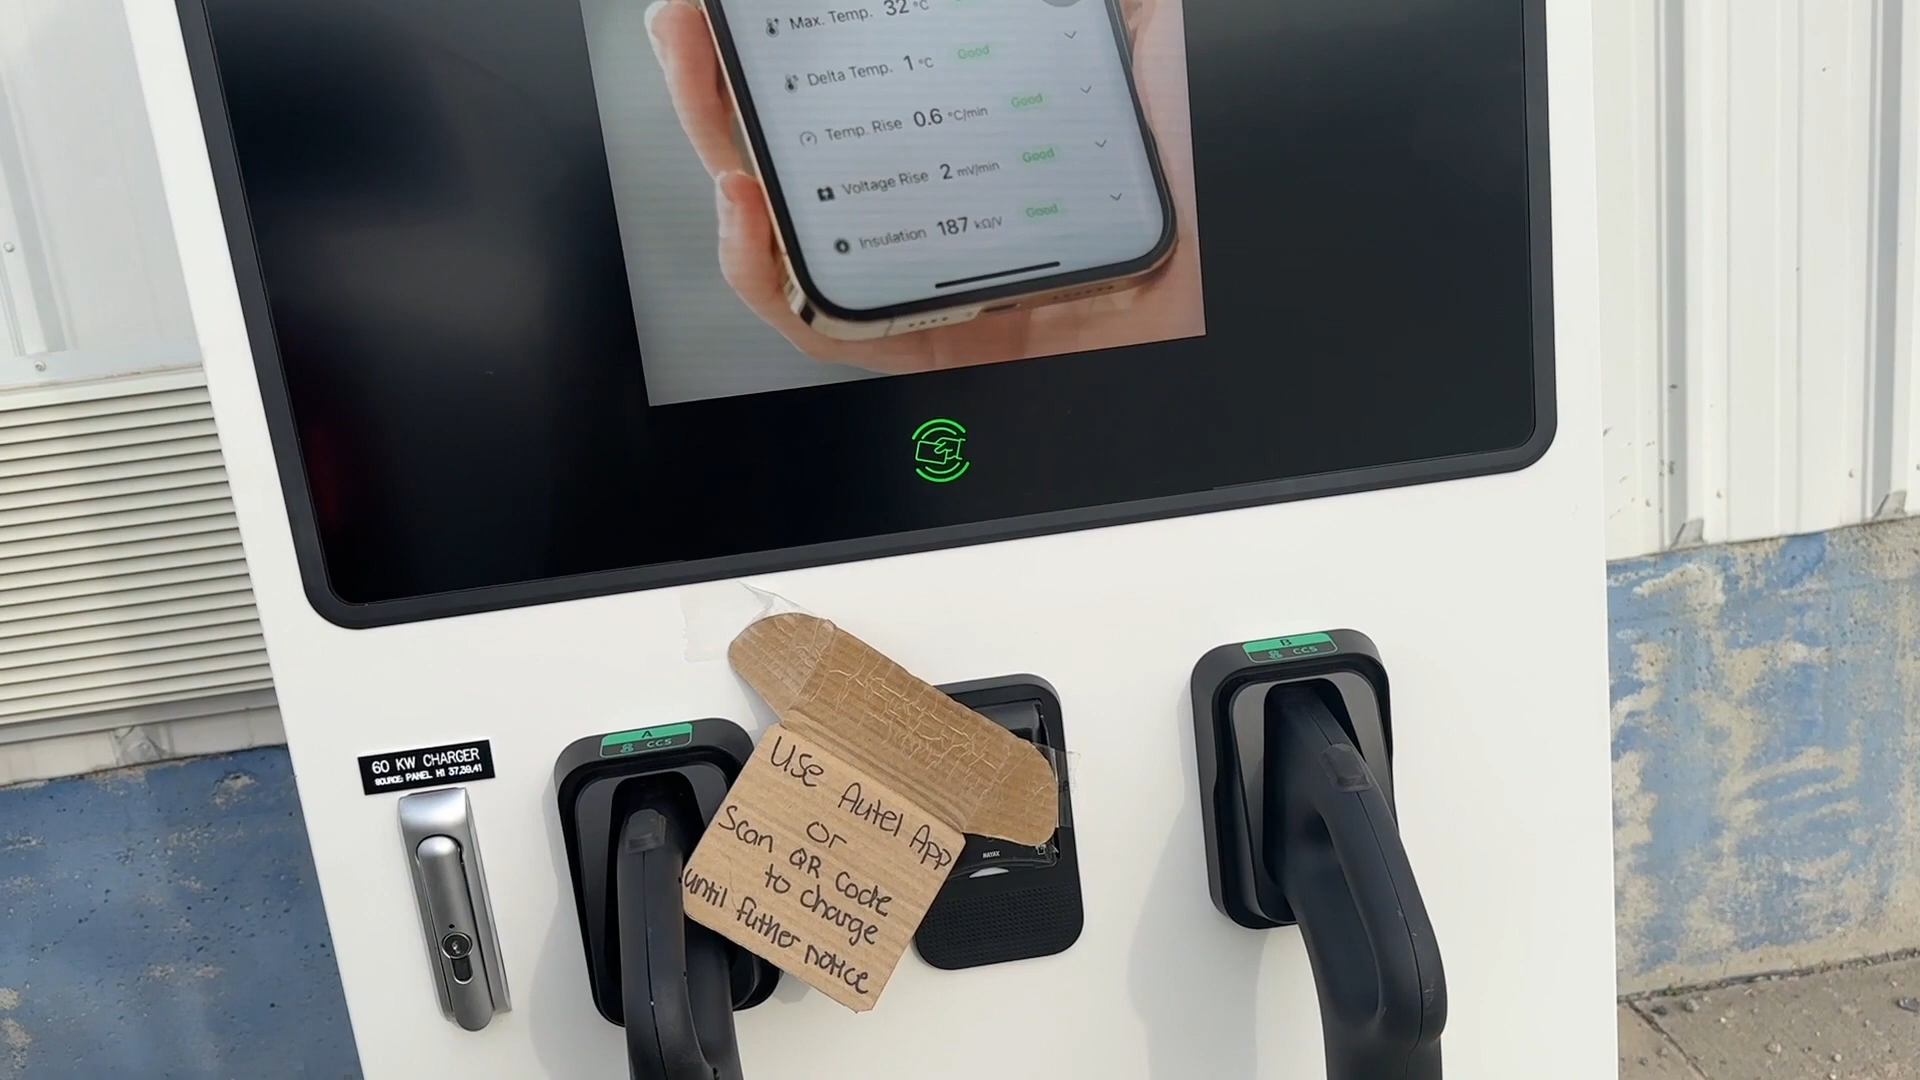 Max. Temp. 32 °C
Delta Temp. 1 °C Good
Temp. Rise 0.6 °C/min Good
Voltage Rise 2 mV/min Good
Insulation 187 kΩ/V Good
60 KW CHARGER
SOURCE: PANEL H1 37,39,41
A
CCS
B
CCS
Use Autel App
or
Scan QR Code
to charge
until futher notice
NAYAX